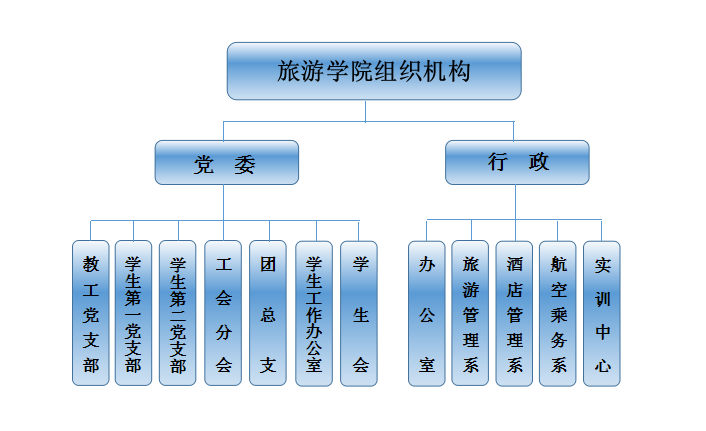 旅游学院组织机构
党 委
行 政
教工党支部
学生第一党支部
学生第二党支部
工会分会
团总支
学生工作办公室
学生会
办公室
旅游管理系
酒店管理系
航空乘务系
实训中心